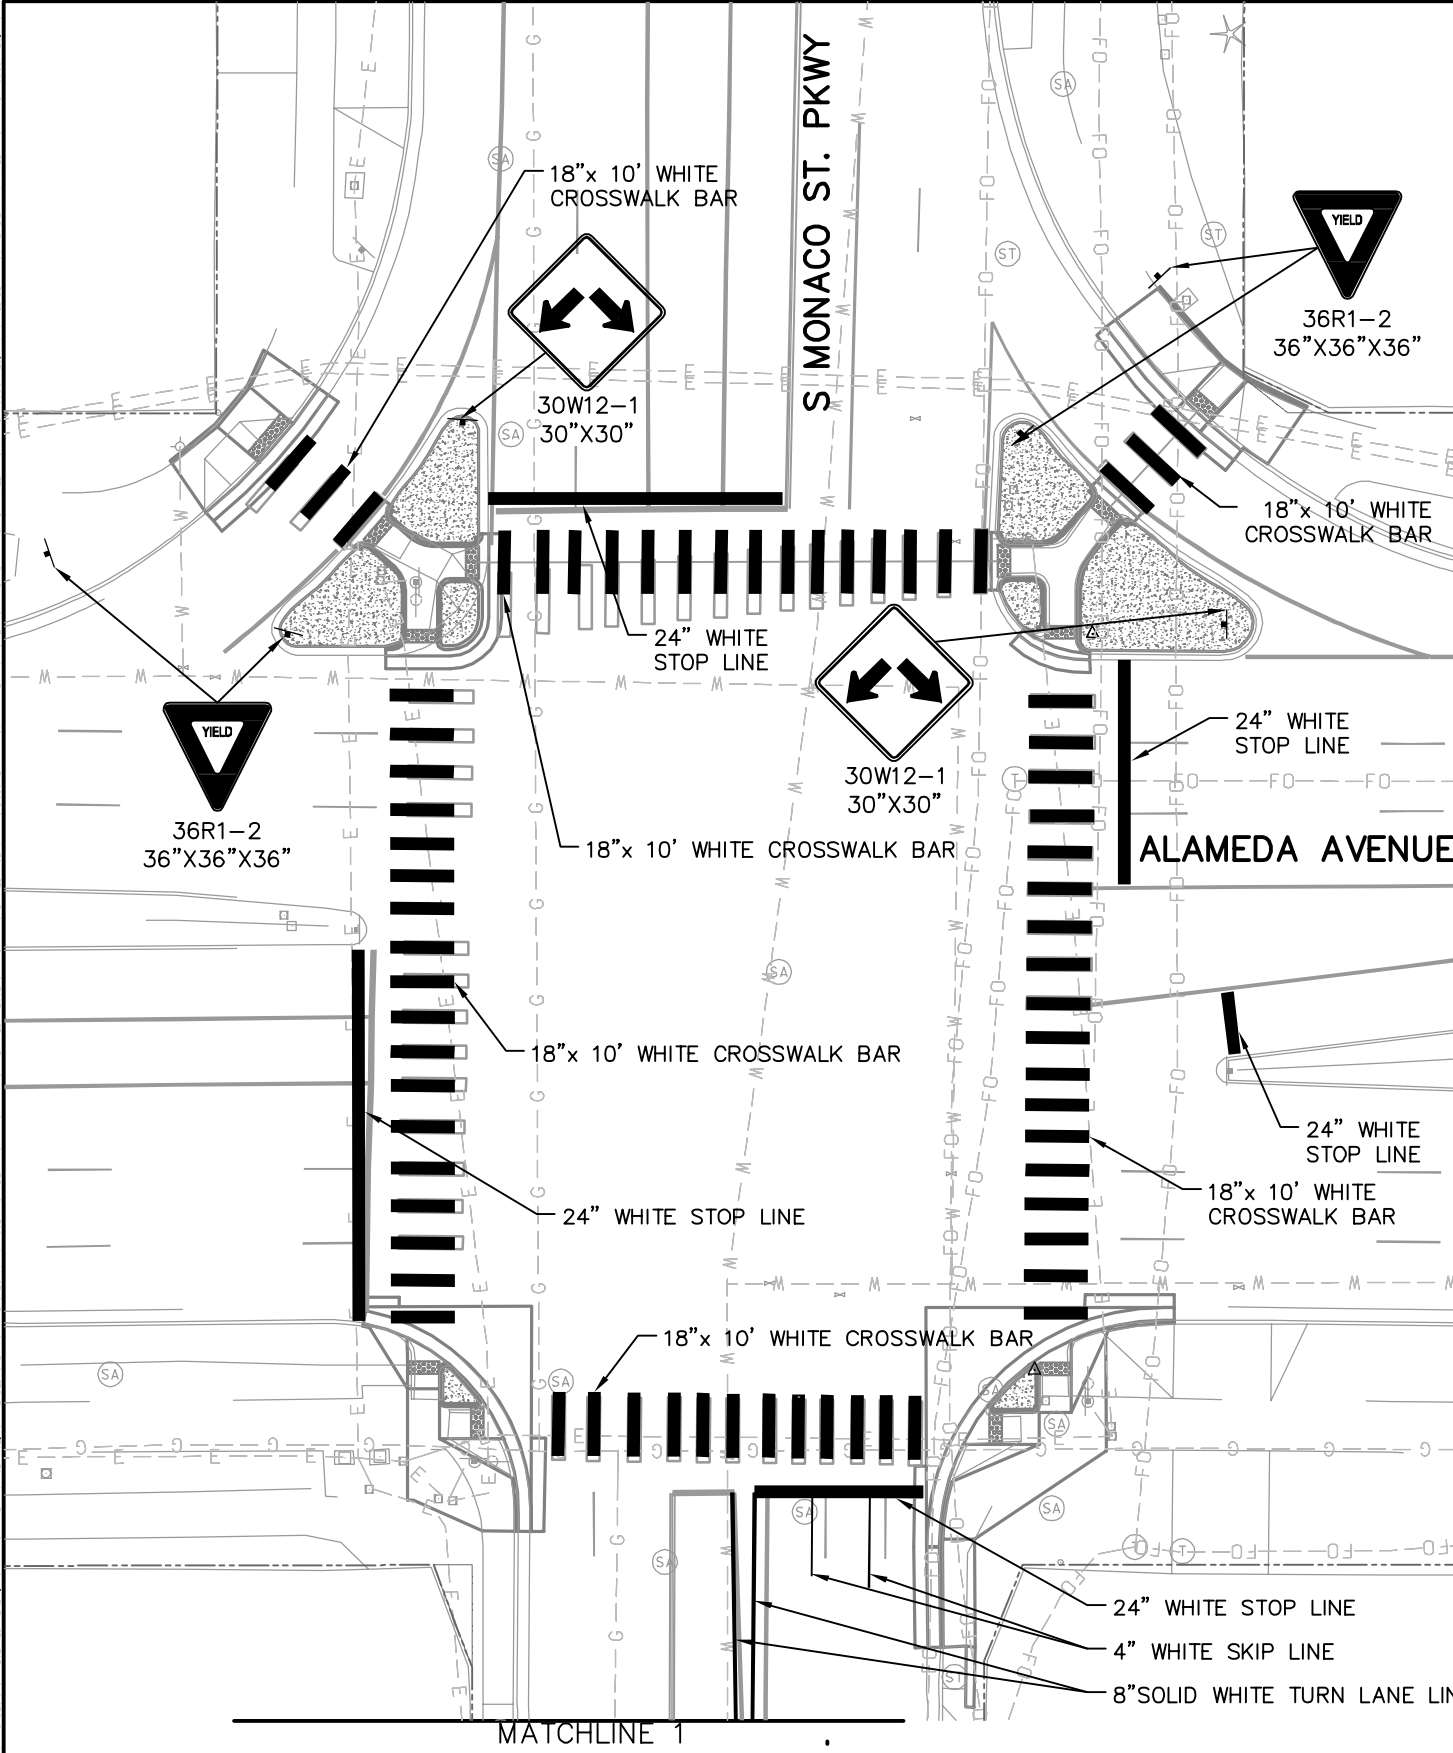 S MONACO ST. PKWY
18"x 10' WHITE
CROSSWALK BAR
30W12-1
30"X30"
YIELD
36R1-2
36"X36"X36"
18"x 10' WHITE
CROSSWALK BAR
24" WHITE
STOP LINE
YIELD
36R1-2
36"X36"X36"
30W12-1
30"X30"
24" WHITE
STOP LINE
18"x 10' WHITE CROSSWALK BAR
ALAMEDA AVENUE
18"x 10' WHITE CROSSWALK BAR
24" WHITE
STOP LINE
18"x 10' WHITE
CROSSWALK BAR
24" WHITE STOP LINE
18"x 10' WHITE CROSSWALK BAR
24" WHITE STOP LINE
4" WHITE SKIP LINE
8"SOLID WHITE TURN LANE
MATCHLINE 1